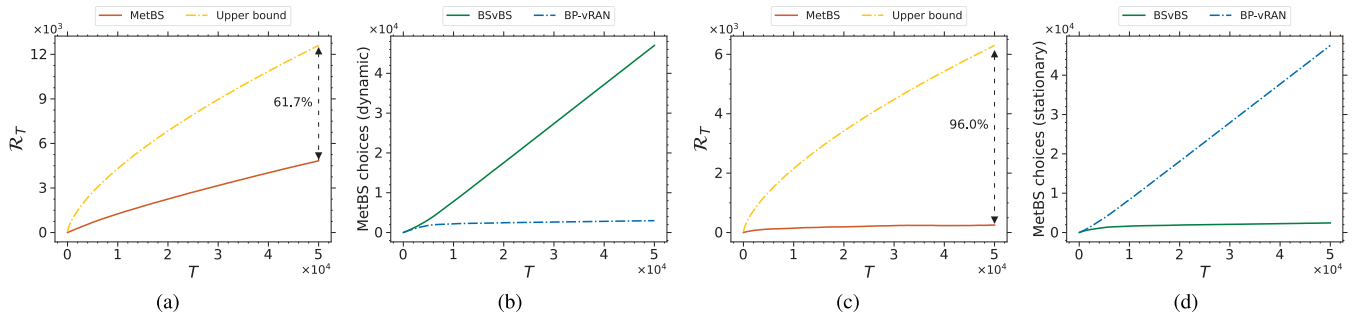 MetBS Upper bound
×10³
12
9
6
3
0
61.7%
R_T
0 1 2 3 4 5
×10⁴
T
(a)
BSvBS BP-vRAN
×10⁴
4
3
2
1
0
MetBS choices (dynamic)
0 1 2 3 4 5
×10⁴
T
(b)
MetBS Upper bound
×10³
6
4
2
0
96.0%
R_T
0 1 2 3 4 5
×10⁴
T
(c)
BSvBS BP-vRAN
×10⁴
4
3
2
1
0
MetBS choices (stationary)
0 1 2 3 4 5
×10⁴
T
(d)